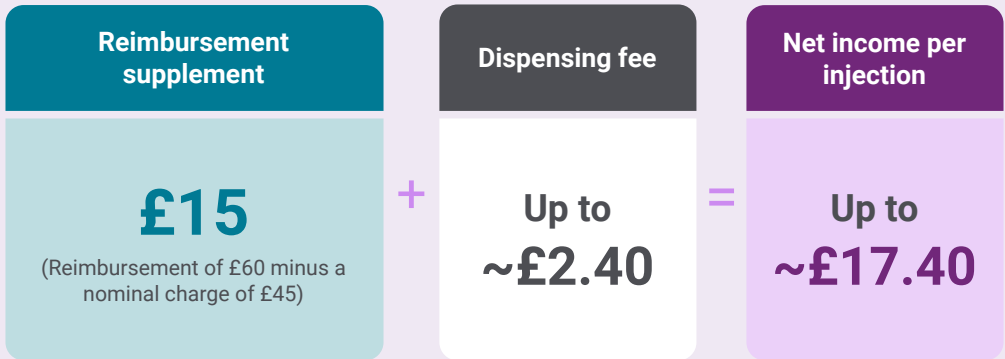 Reimbursement
supplement
£15
(Reimbursement of £60 minus a
nominal charge of £45)
+
Dispensing fee
Up to
~£2.40
=
Net income per
injection
Up to
~£17.40